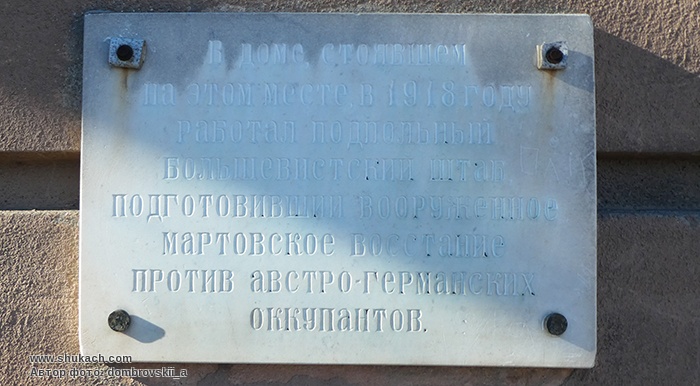 В доме, стоявшем
на этом месте, в 1918 году
работал подпольный
большевистский штаб
подготовивший вооруженное
мартовское восстание
против австро-германских
оккупантов.
www.shukach.com
Автор фото: dombrovskii_a